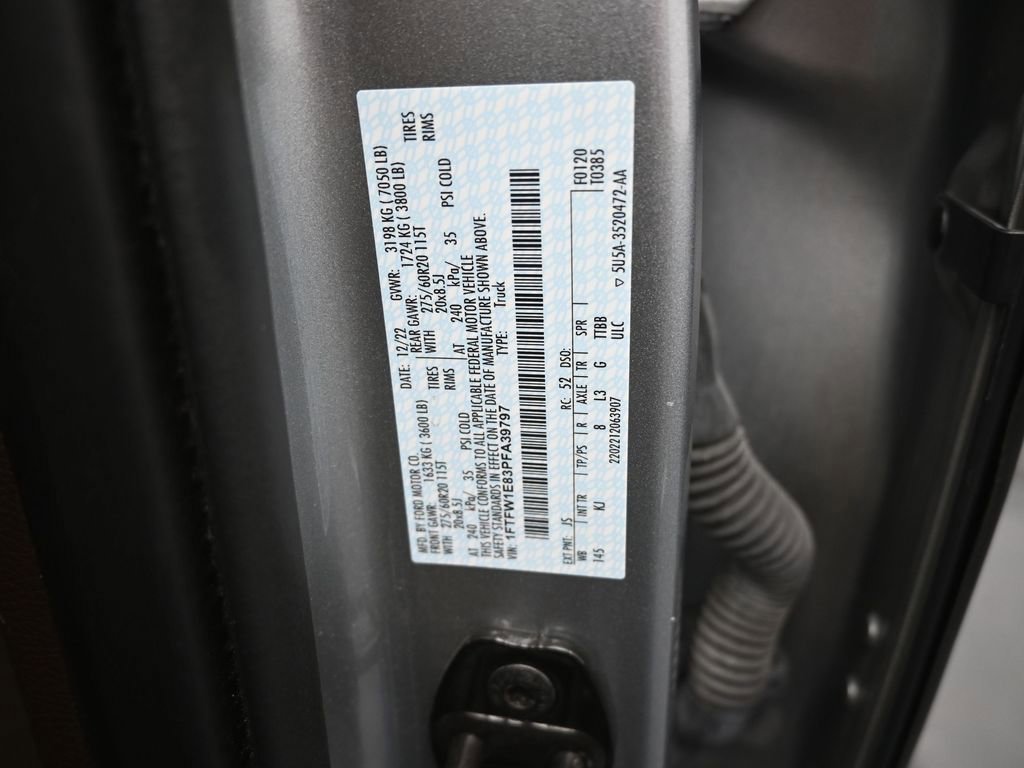 MFD. BY FORD MOTOR CO. DATE: 12/22 GVWR: 3198 KG ( 7050 LB)
FRONT GAWR: 1633 KG ( 3600 LB) REAR GAWR: 1724 KG ( 3800 LB)
WITH 275/60R20 115T TIRES WITH 275/60R20 115T TIRES
20x8.5J RIMS 20x8.5J RIMS
AT 240 kPa/ 35 PSI COLD AT 240 kPa/ 35 PSI COLD
THIS VEHICLE CONFORMS TO ALL APPLICABLE FEDERAL MOTOR VEHICLE
SAFETY STANDARDS IN EFFECT ON THE DATE OF MANUFACTURE SHOWN ABOVE.
VIN: 1FTFW1E83PFA39797 TYPE: Truck
F0120
EXT PNT: JS RC: 52 DSO: T0385
WB INT TR TP/PS R AXLE TR SPR
145 KJ 8 L3 G TTBB
2202212063907 ULC ▽ 5U5A-3520472-AA